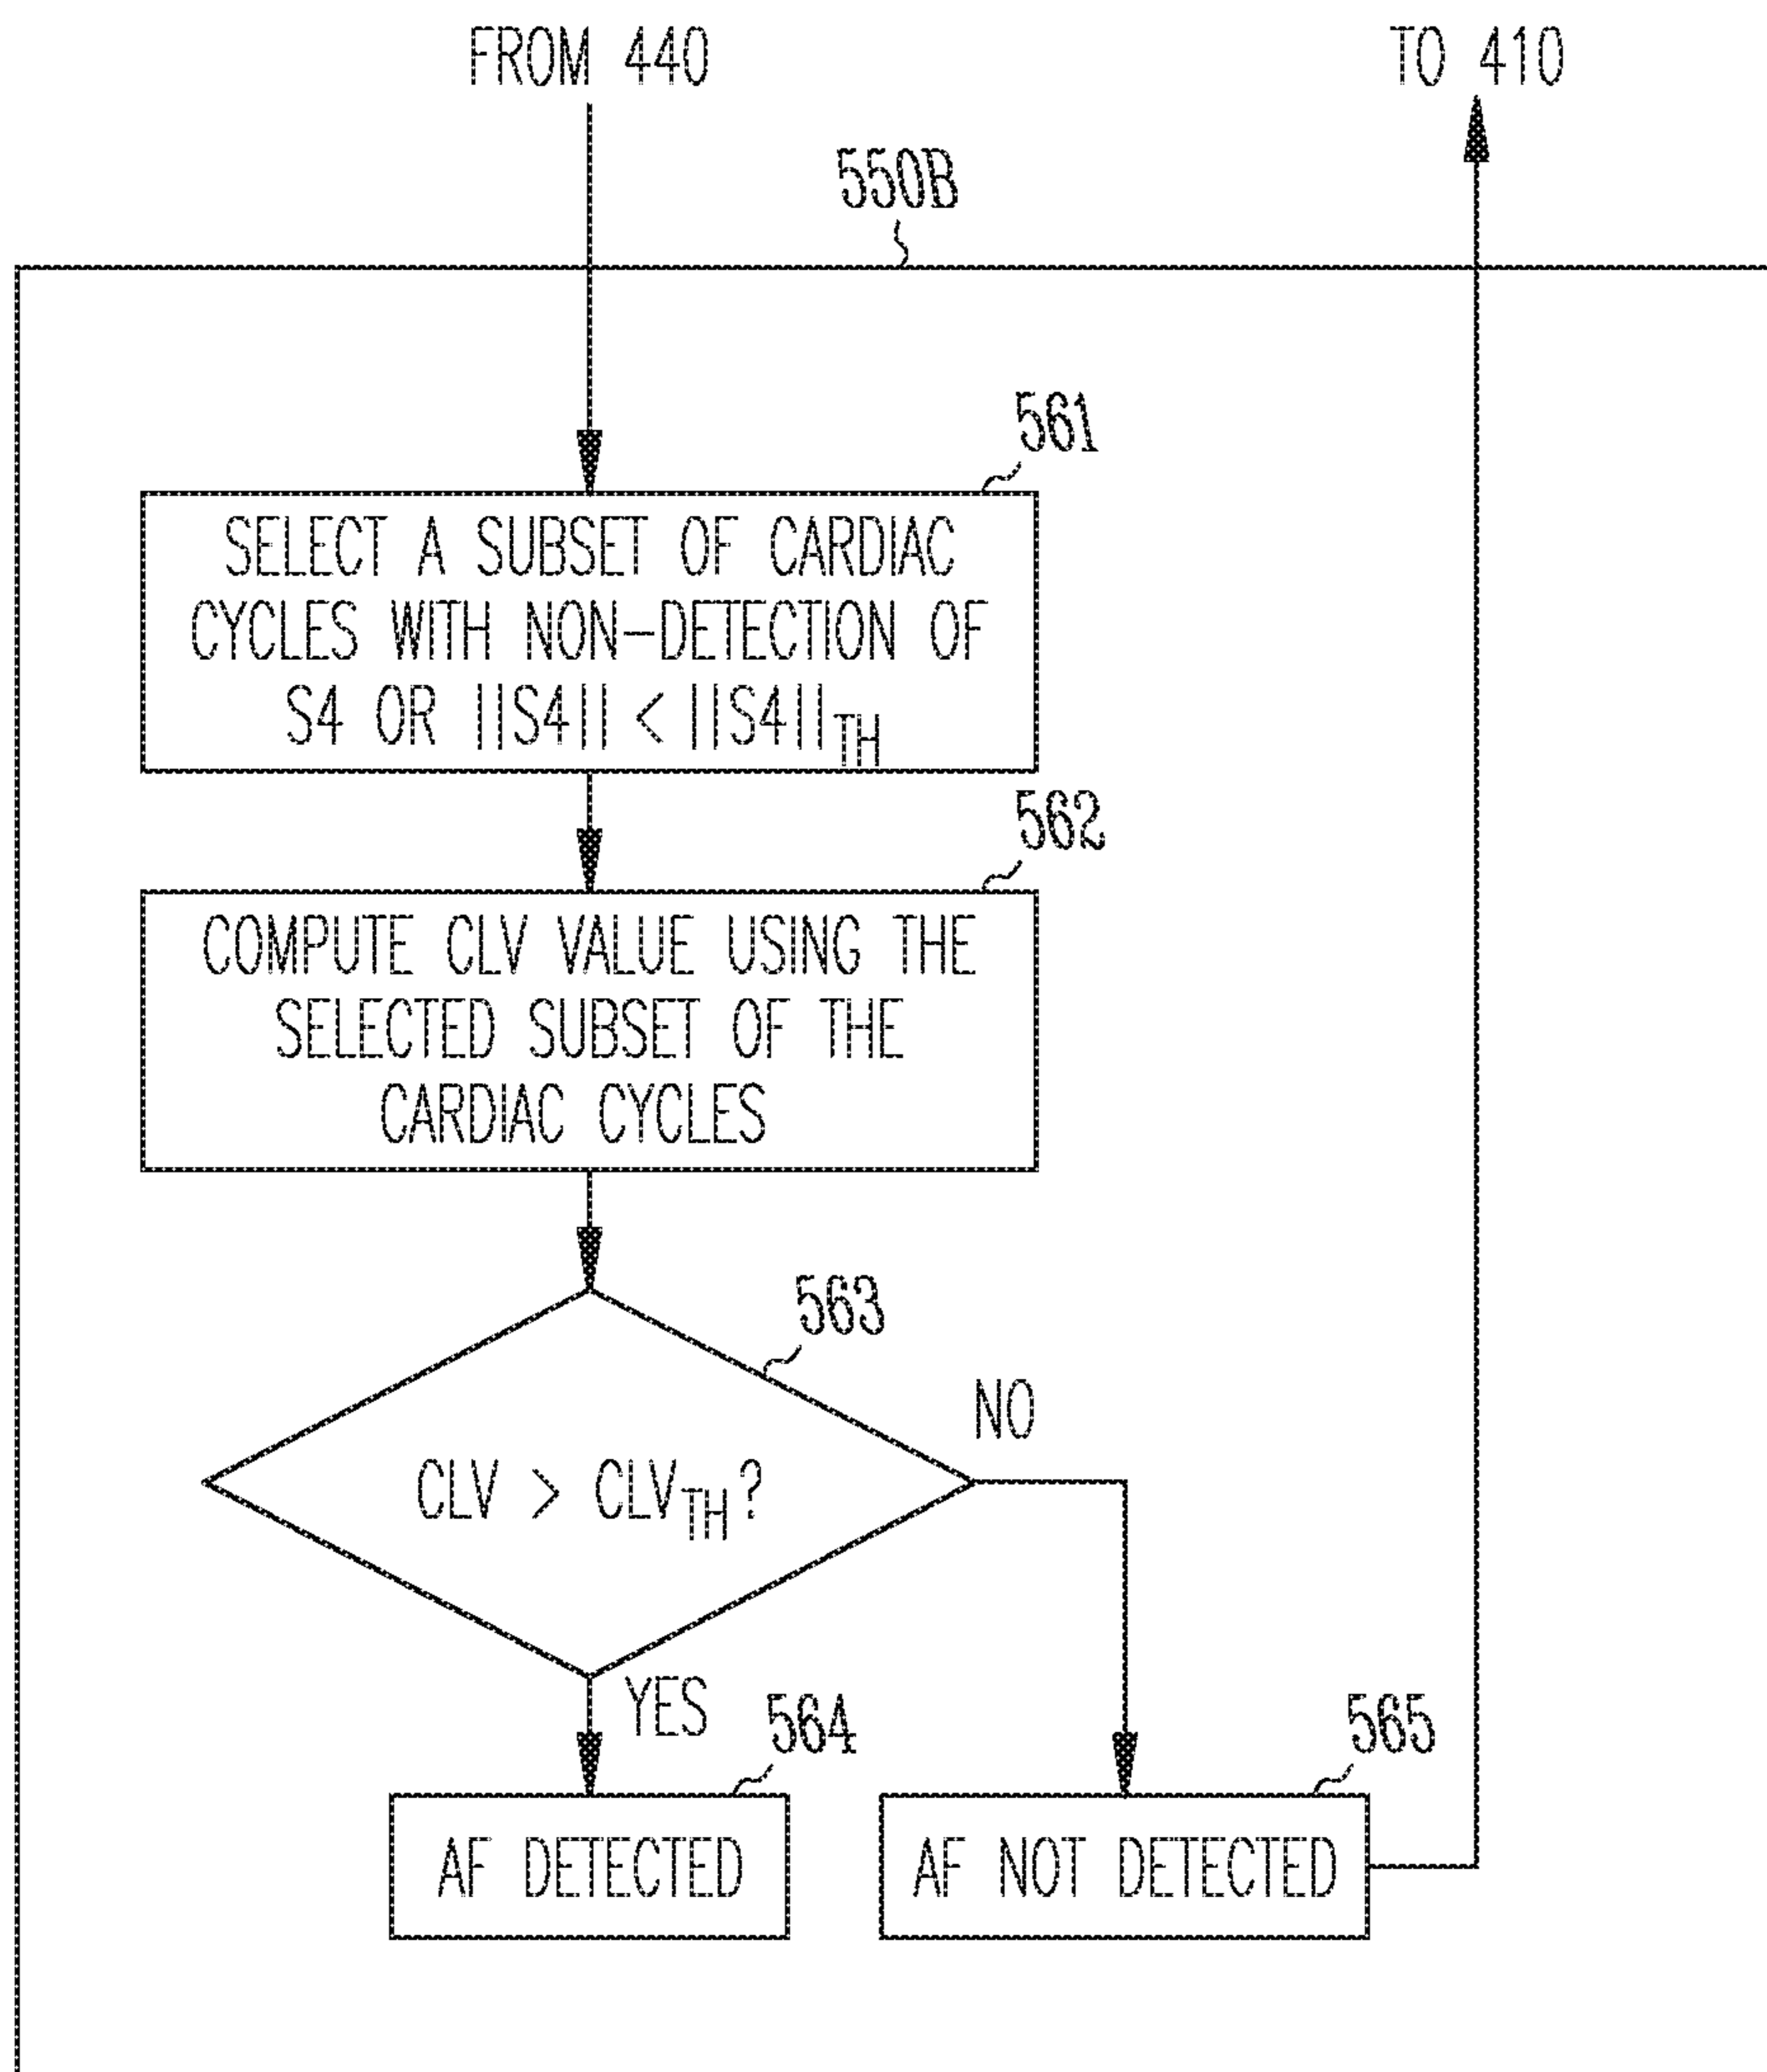 FROM 440
TO 410
550B
561
SELECT A SUBSET OF CARDIAC
CYCLES WITH NON-DETECTION OF
S4 OR ||S4|| < ||S4||TH
562
COMPUTE CLV VALUE USING THE
SELECTED SUBSET OF THE
CARDIAC CYCLES
563
CLV > CLVTH?
NO
YES
564
565
AF DETECTED
AF NOT DETECTED